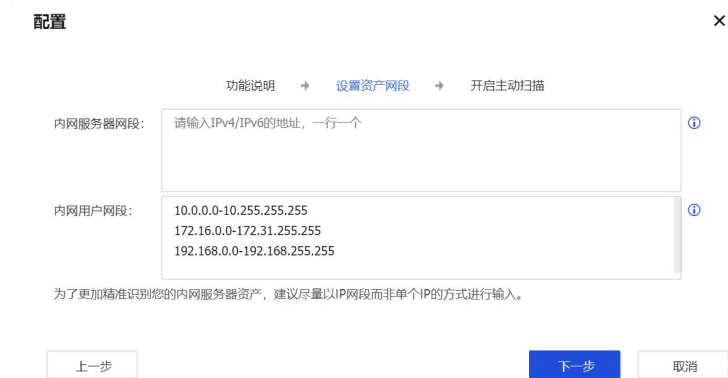 配置
功能说明 → 设置资产网段 → 开启主动扫描
内网服务器网段: 请输入IPv4/IPv6的地址，一行一个
内网用户网段: 10.0.0.0-10.255.255.255
172.16.0.0-172.31.255.255
192.168.0.0-192.168.255.255
为了更加精准识别您的内网服务器资产，建议尽量以IP网段而非单个IP的方式进行输入。
上一步 下一步 取消